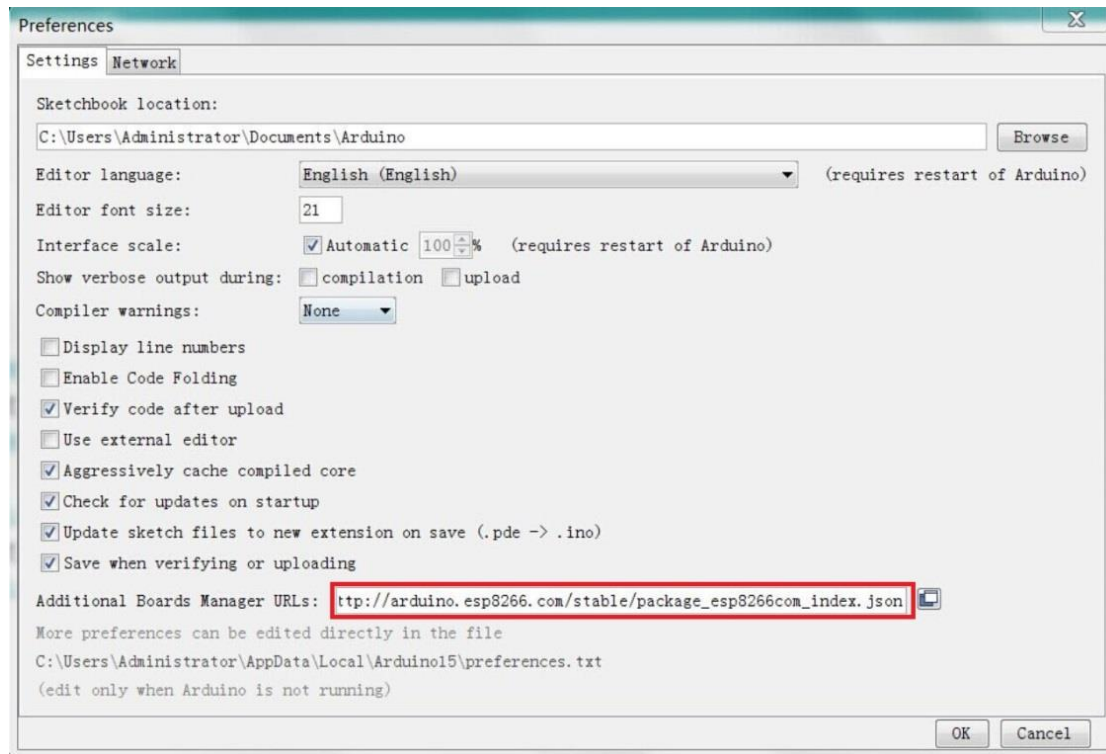 Preferences
Settings Network
Sketchbook location:
C:\Users\Administrator\Documents\Arduino Browse
Editor language: English (English) (requires restart of Arduino)
Editor font size: 21
Interface scale: Automatic 100 % (requires restart of Arduino)
Show verbose output during: compilation upload
Compiler warnings: None
Display line numbers
Enable Code Folding
Verify code after upload
Use external editor
Aggressively cache compiled core
Check for updates on startup
Update sketch files to new extension on save (.pde -> .ino)
Save when verifying or uploading
Additional Boards Manager URLs: ttp://arduino.esp8266.com/stable/package_esp8266com_index.json
More preferences can be edited directly in the file
C:\Users\Administrator\AppData\Local\Arduino15\preferences.txt
(edit only when Arduino is not running)
OK Cancel